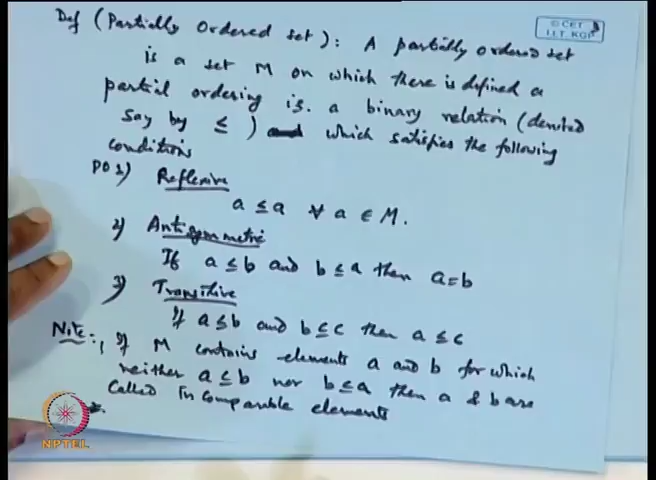 Def (Partially Ordered set): A partially ordered set
is a set M on which there is defined a
partial ordering i.e. a binary relation (denoted
say by ≤ ) which satisfies the following
conditions
PO 1) Reflexive
a ≤ a ∀ a ∈ M.
2) Antisymmetric
If a ≤ b and b ≤ a then a = b
3) Transitive
If a ≤ b and b ≤ c then a ≤ c
Note:, If M contains elements a and b for which
neither a ≤ b nor b ≤ a then a & b are
called Incomparable elements
© CET
I.I.T. KGP
NPTEL